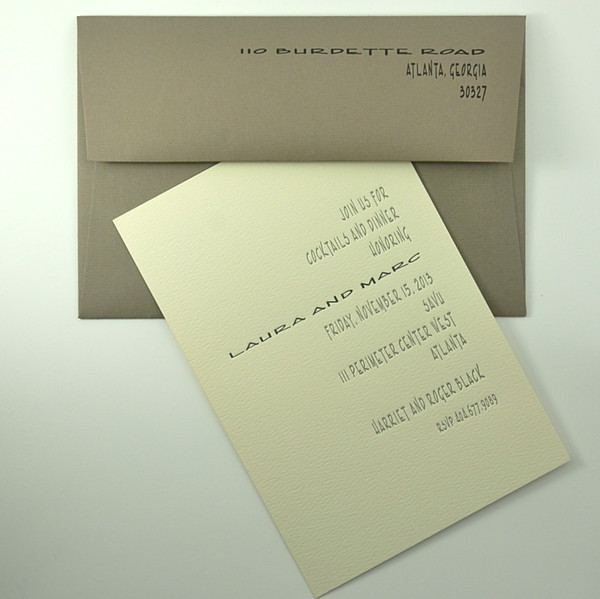 110 BURDETTE ROAD
ATLANTA, GEORGIA
30327
JOIN US FOR
COCKTAILS AND DINNER
HONORING
LAURA AND MARC
FRIDAY, NOVEMBER 15, 2013
SAVU
111 PERIMETER CENTER WEST
ATLANTA
HARRIET AND ROGER BLACK
RSVP 404.677.9089